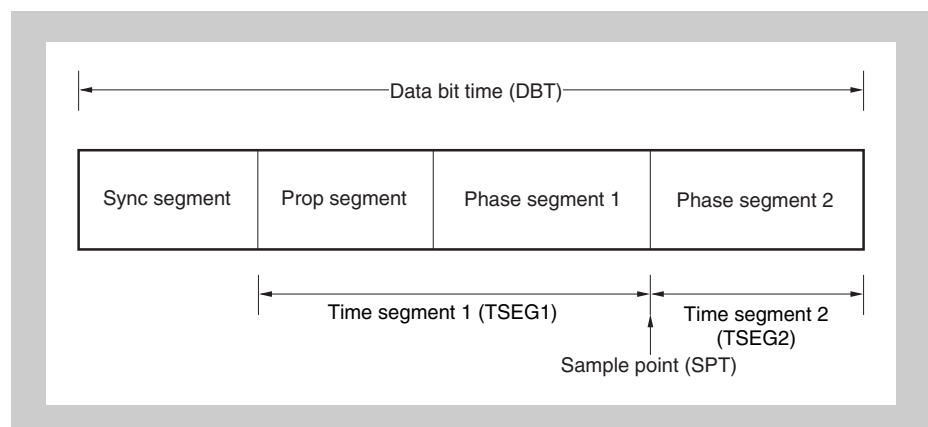 Data bit time (DBT)
Sync segment
Prop segment
Phase segment 1
Phase segment 2
Time segment 1 (TSEG1)
Time segment 2
(TSEG2)
Sample point (SPT)